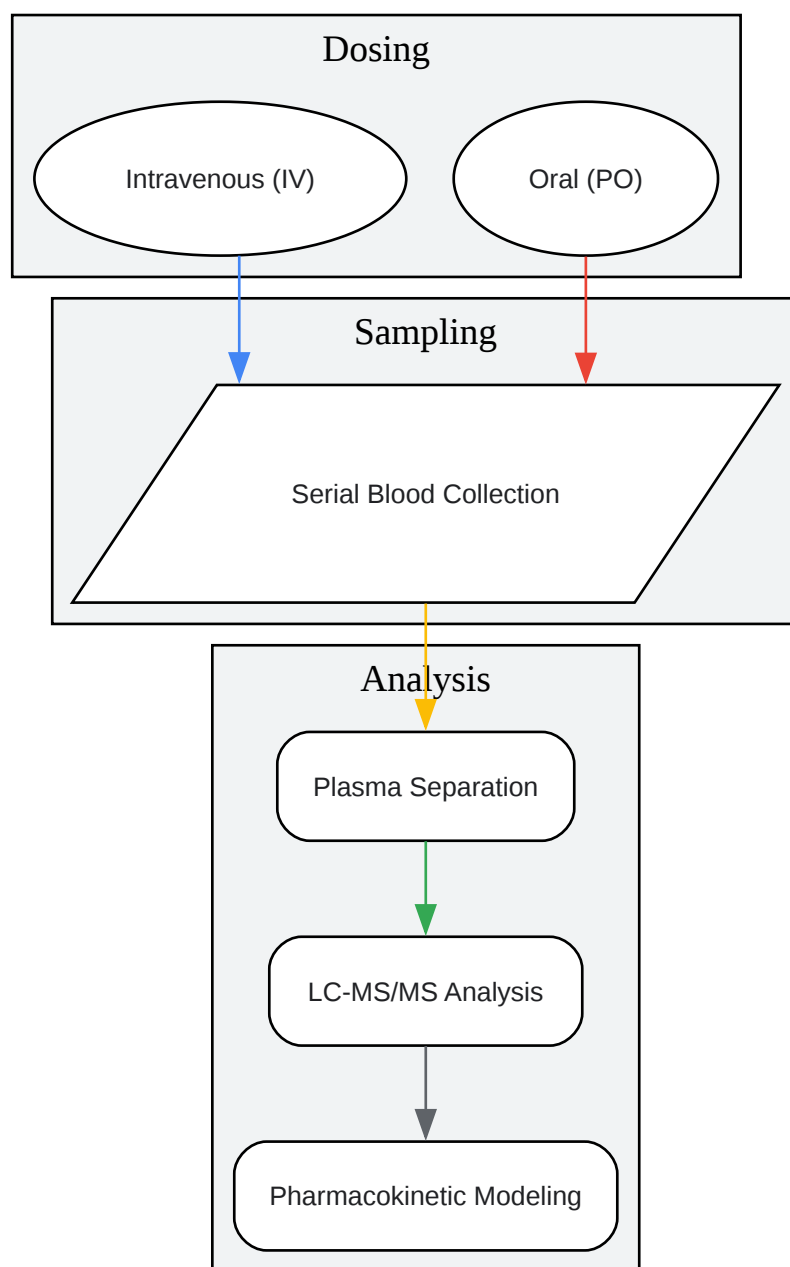 Dosing
Intravenous (IV)
Oral (PO)
Sampling
Serial Blood Collection
Analysis
Plasma Separation
LC-MS/MS Analysis
Pharmacokinetic Modeling